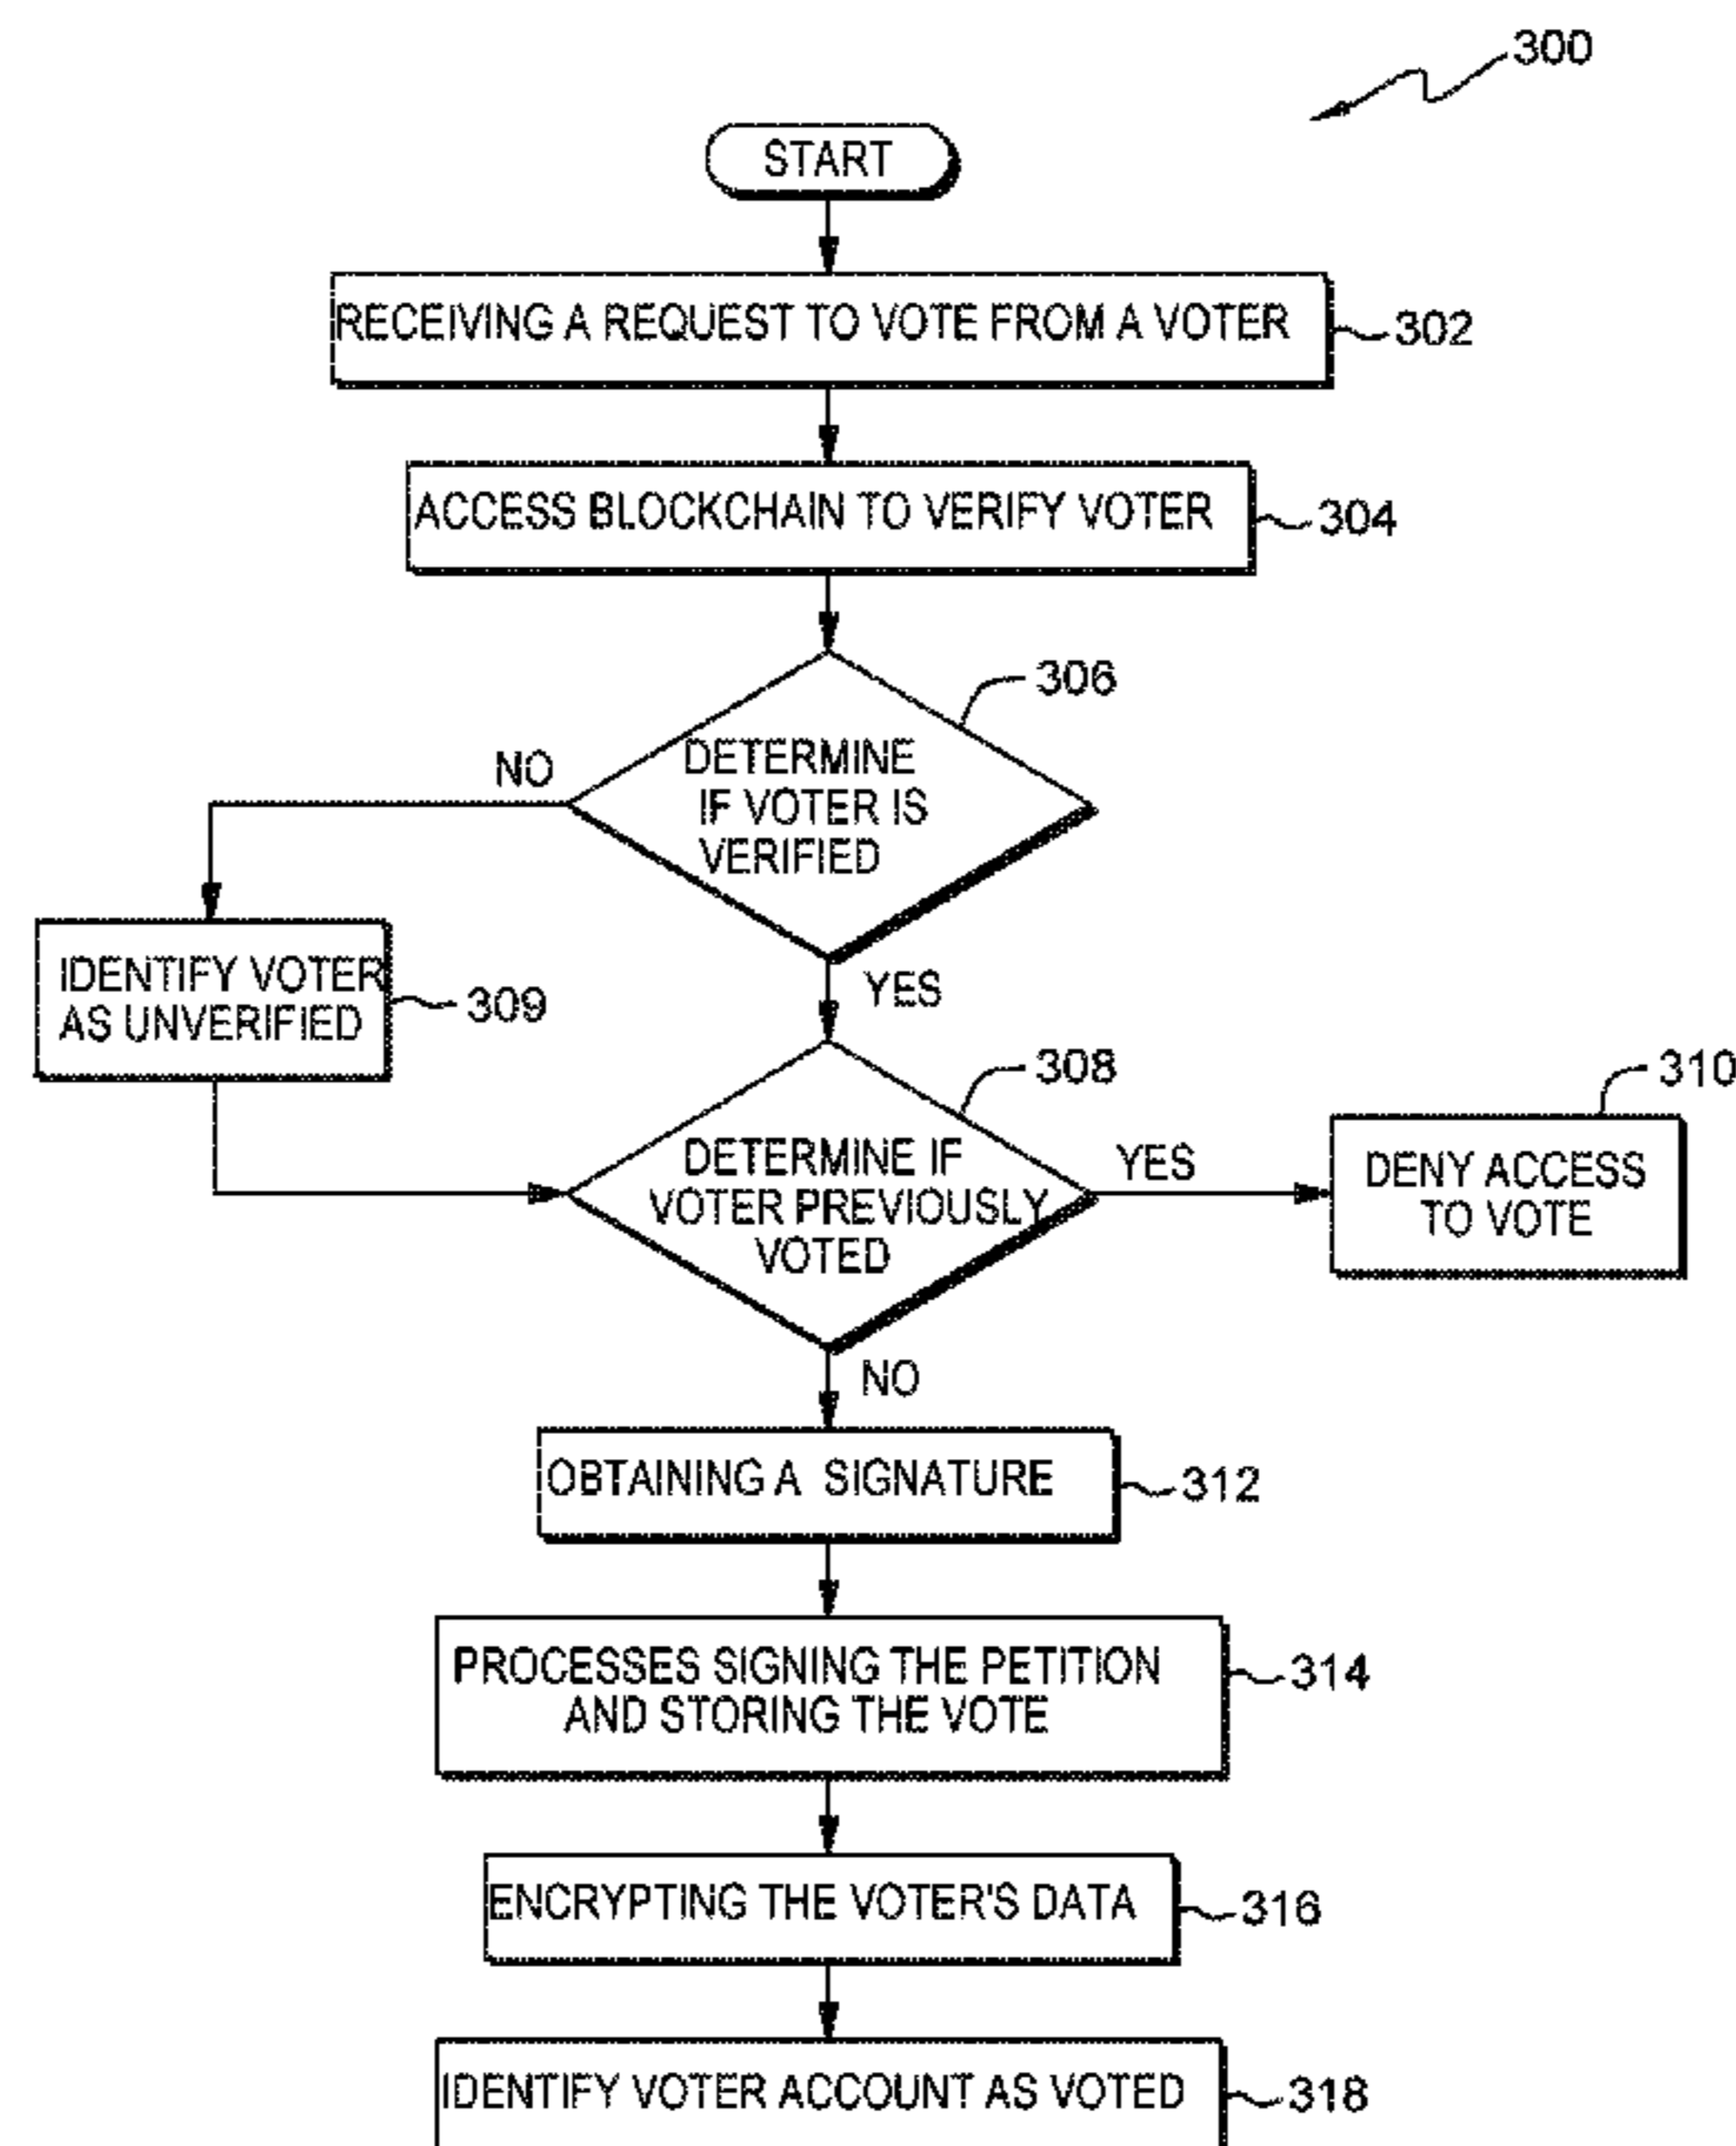 300
START
RECEIVING A REQUEST TO VOTE FROM A VOTER
302
ACCESS BLOCKCHAIN TO VERIFY VOTER
304
306
DETERMINE
IF VOTER IS
VERIFIED
NO
YES
IDENTIFY VOTER
AS UNVERIFIED
309
308
DETERMINE IF
VOTER PREVIOUSLY
VOTED
YES
310
DENY ACCESS
TO VOTE
NO
OBTAINING A SIGNATURE
312
PROCESSES SIGNING THE PETITION
AND STORING THE VOTE
314
ENCRYPTING THE VOTER'S DATA
316
IDENTIFY VOTER ACCOUNT AS VOTED
318